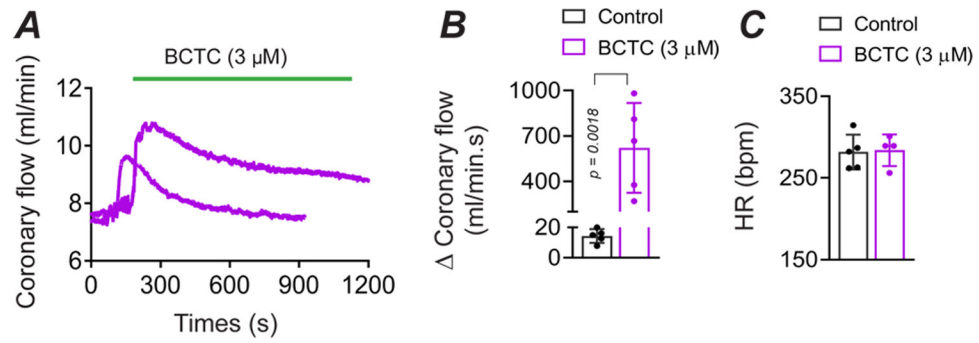 A
BCTC (3 µM)
Coronary flow (ml/min)
12
10
8
6
0
300
600
900
1200
Times (s)
B
Control
BCTC (3 µM)
Δ Coronary flow
(ml/min.s)
1000
700
400
20
0
p = 0.0018
C
Control
BCTC (3 µM)
HR (bpm)
350
250
150